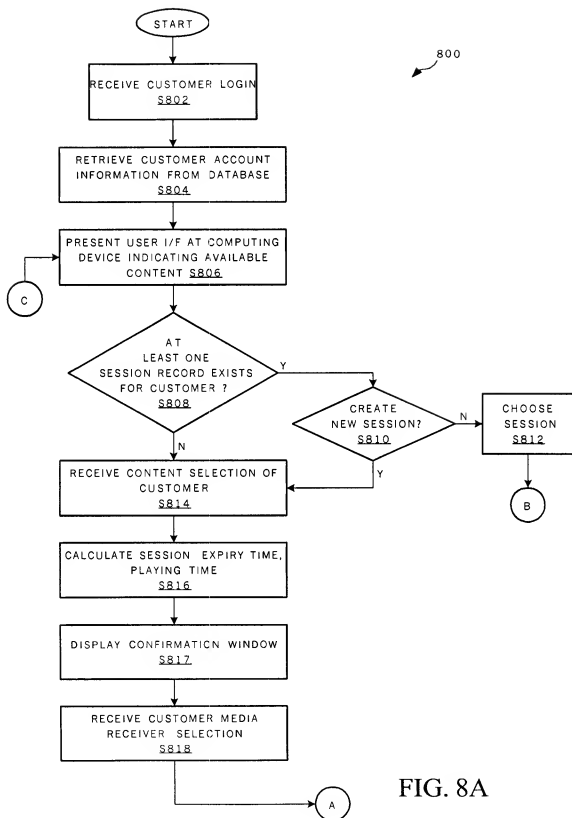 START
800
RECEIVE CUSTOMER LOGIN
S802
RETRIEVE CUSTOMER ACCOUNT
INFORMATION FROM DATABASE
S804
PRESENT USER I/F AT COMPUTING
DEVICE INDICATING AVAILABLE
CONTENT S806
C
AT
LEAST ONE
SESSION RECORD EXISTS
FOR CUSTOMER ?
S808
Y
N
CREATE
NEW SESSION?
S810
N
Y
CHOOSE
SESSION
S812
B
RECEIVE CONTENT SELECTION OF
CUSTOMER
S814
CALCULATE SESSION EXPIRY TIME,
PLAYING TIME
S816
DISPLAY CONFIRMATION WINDOW
S817
RECEIVE CUSTOMER MEDIA
RECEIVER SELECTION
S818
A
FIG. 8A